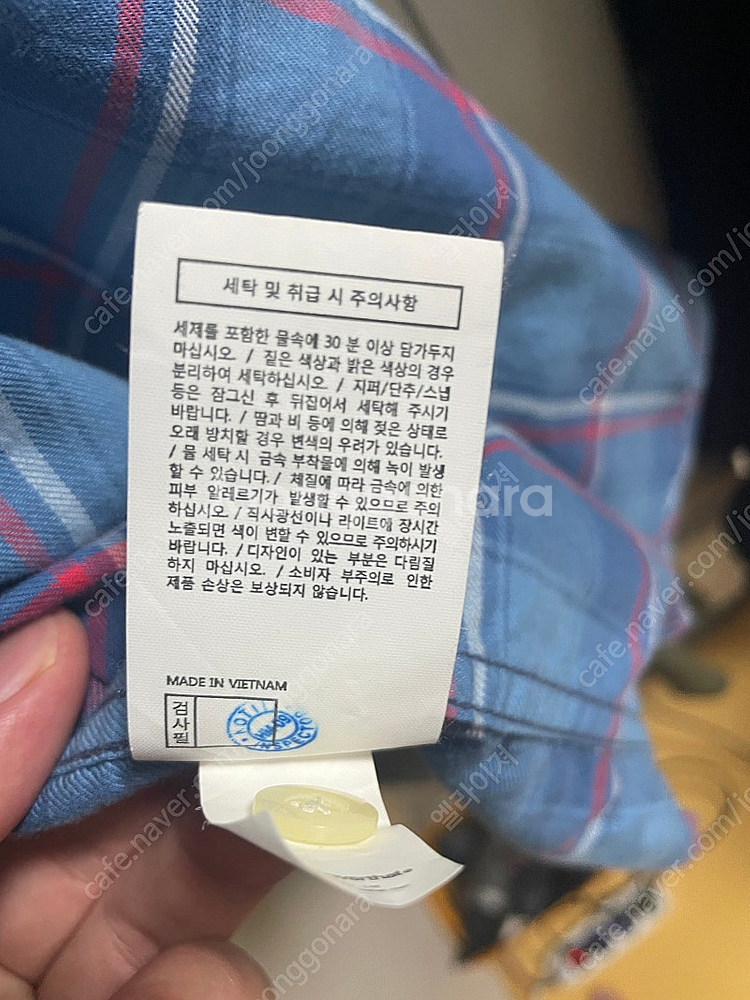 세탁 및 취급 시 주의사항
세제를 포함한 물속에 30 분 이상 담가두지
마십시오. / 짙은 색상과 밝은 색상의 경우
분리하여 세탁하십시오. / 지퍼/단추/스냅
등은 잠그신 후 뒤집어서 세탁해 주시기
바랍니다. / 땀과 비 등에 의해 젖은 상태로
오래 방치할 경우 변색의 우려가 있습니다.
/ 물 세탁 시 금속 부착물에 의해 녹이 발생
할 수 있습니다. / 체질에 따라 금속에 의한
피부 알레르기가 발생할 수 있으므로 주의
하십시오. / 직사광선이나 라이트에 장시간
노출되면 색이 변할 수 있으므로 주의하시기
바랍니다. / 디자인이 있는 부분은 다림질
하지 마십시오. / 소비자 부주의로 인한
제품 손상은 보상되지 않습니다.
MADE IN VIETNAM
검사필
INSPECTOR
cafe.naver.com/joonggonara
엘타이저